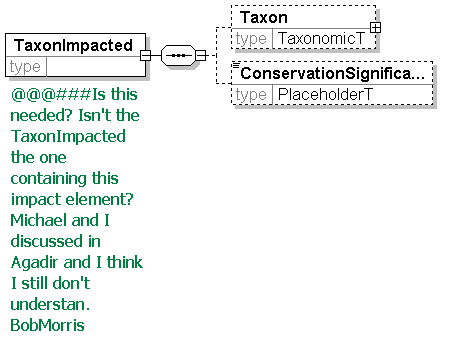 TaxonImpacted
type
Taxon
type TaxonomicT
ConservationSignifica...
type PlaceholderT
@@@###Is this
needed? Isn't the
TaxonImpacted
the one
containing this
impact element?
Michael and I
discussed in
Agadir and I think
I still don't
understan.
BobMorris